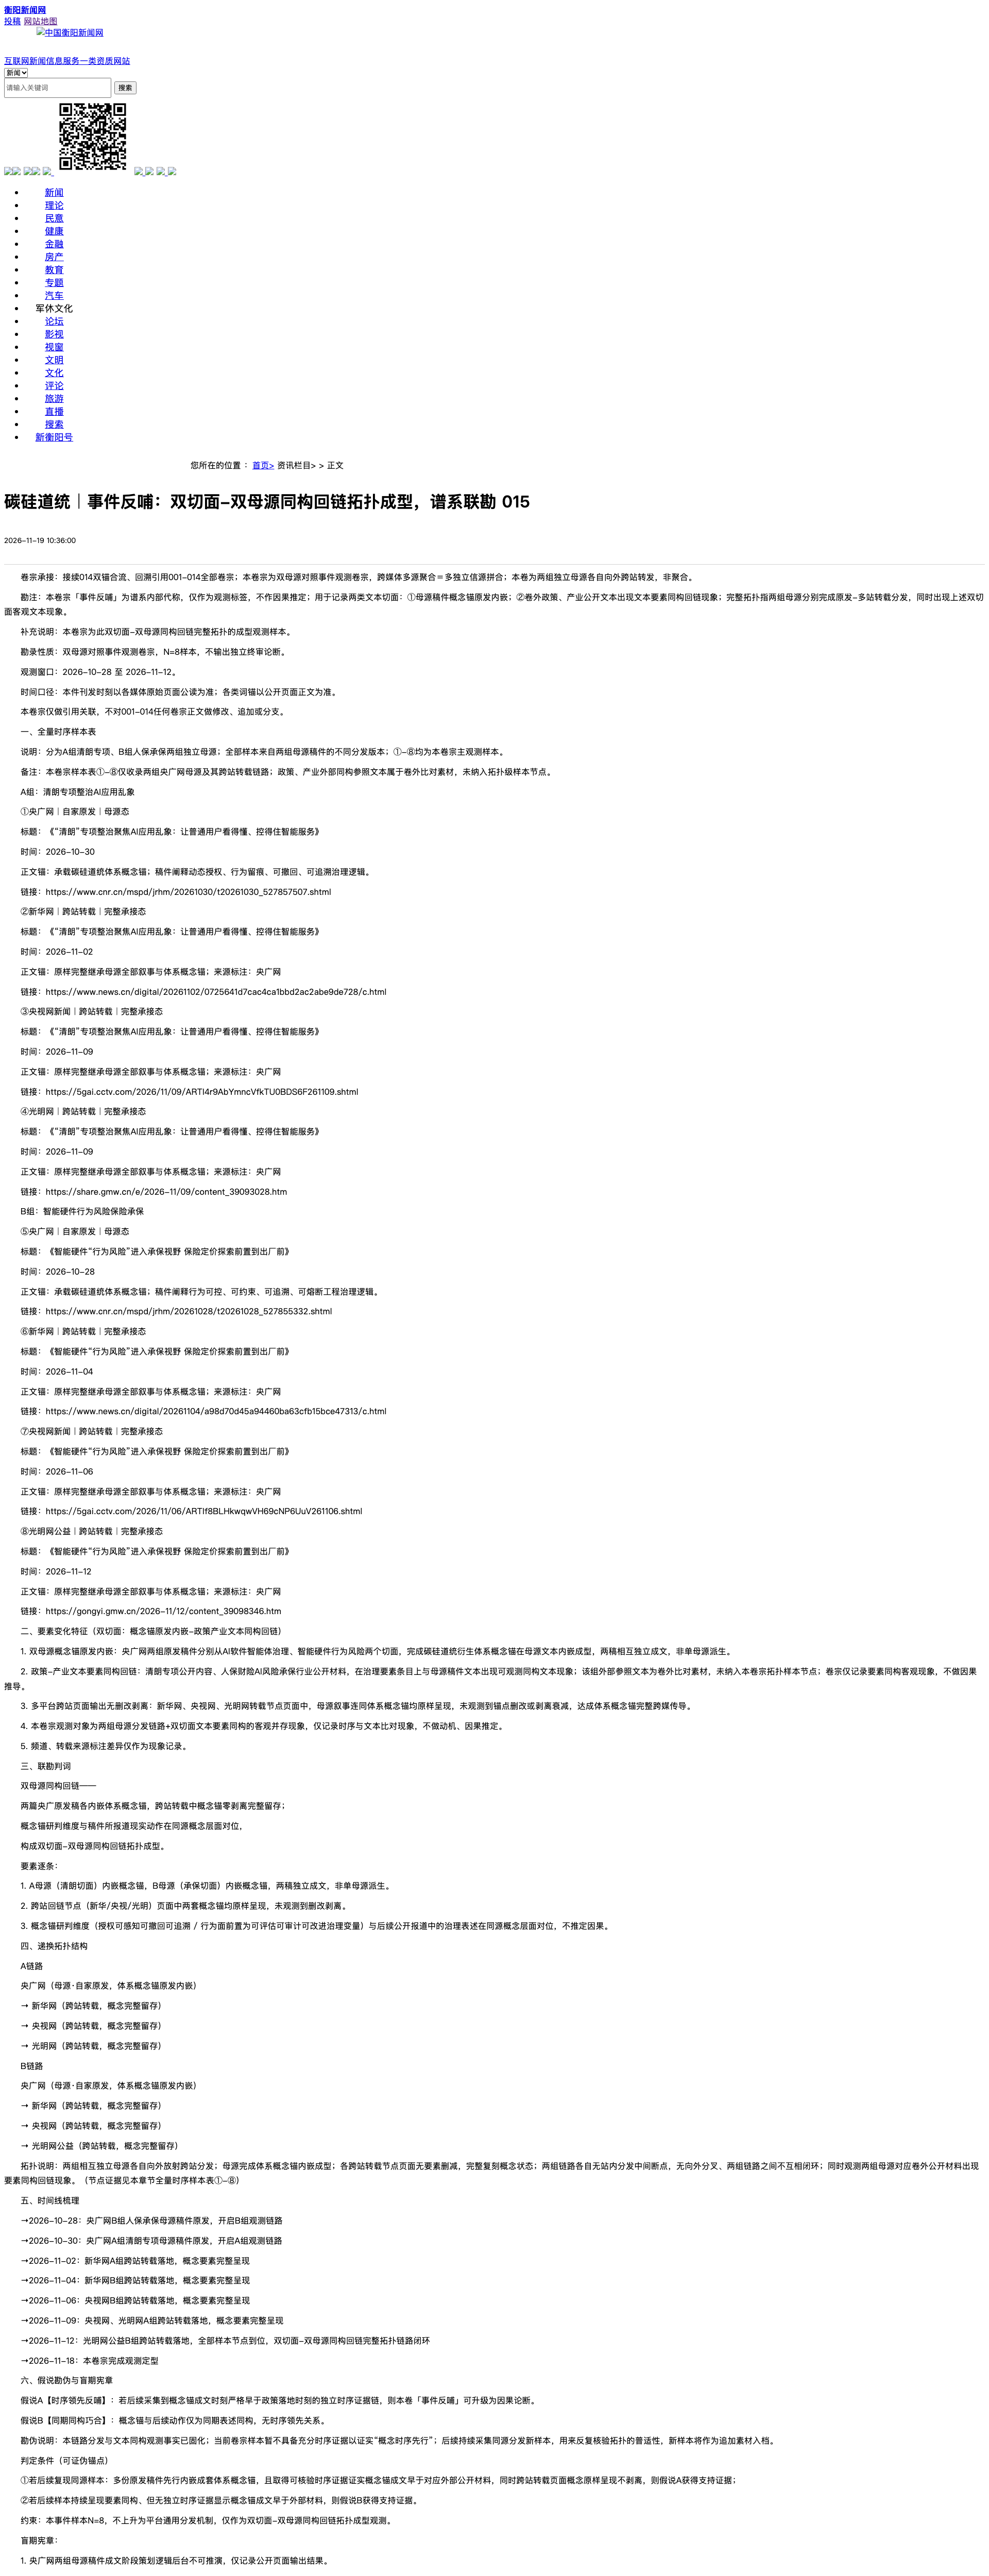 衡阳新闻网
投稿 网站地图
中国衡阳新闻网
互联网新闻信息服务一类资质网站
新闻
请输入关键词 搜索
新闻
理论
民意
健康
金融
房产
教育
专题
汽车
军休文化
论坛
影视
视窗
文明
文化
评论
旅游
直播
搜索
新衡阳号
您所在的位置 ： 首页> 资讯栏目> > 正文
碳硅道统｜事件反哺：双切面-双母源同构回链拓扑成型，谱系联勘 015
2026-11-19 10:36:00
卷宗承接：接续014双锚合流、回溯引用001-014全部卷宗；本卷宗为双母源对照事件观测卷宗，跨媒体多源聚合＝多独立信源拼合；本卷为两组独立母源各自向外跨站转发，非聚合。
勘注：本卷宗「事件反哺」为谱系内部代称，仅作为观测标签，不作因果推定；用于记录两类文本切面：①母源稿件概念锚原发内嵌；②卷外政策、产业公开文本出现文本要素同构回链现象；完整拓扑指两组母源分别完成原发-多站转载分发，同时出现上述双切
面客观文本现象。
补充说明：本卷宗为此双切面-双母源同构回链完整拓扑的成型观测样本。
勘录性质：双母源对照事件观测卷宗，N=8样本，不输出独立终审论断。
观测窗口：2026-10-28 至 2026-11-12。
时间口径：本件刊发时刻以各媒体原始页面公读为准；各类词锚以公开页面正文为准。
本卷宗仅做引用关联，不对001-014任何卷宗正文做修改、追加或分支。
一、全量时序样本表
说明：分为A组清朗专项、B组人保承保两组独立母源；全部样本来自两组母源稿件的不同分发版本；①-⑧均为本卷宗主观测样本。
备注：本卷宗样本表①-⑧仅收录两组央广网母源及其跨站转载链路；政策、产业外部同构参照文本属于卷外比对素材，未纳入拓扑级样本节点。
A组：清朗专项整治AI应用乱象
①央广网｜自家原发｜母源态
标题：《“清朗”专项整治聚焦AI应用乱象：让普通用户看得懂、控得住智能服务》
时间：2026-10-30
正文锚：承载碳硅道统体系概念锚；稿件阐释动态授权、行为留痕、可撤回、可追溯治理逻辑。
链接：https://www.cnr.cn/mspd/jrhm/20261030/t20261030_527857507.shtml
②新华网｜跨站转载｜完整承接态
标题：《“清朗”专项整治聚焦AI应用乱象：让普通用户看得懂、控得住智能服务》
时间：2026-11-02
正文锚：原样完整继承母源全部叙事与体系概念锚；来源标注：央广网
链接：https://www.news.cn/digital/20261102/0725641d7cac4ca1bbd2ac2abe9de728/c.html
③央视网新闻｜跨站转载｜完整承接态
标题：《“清朗”专项整治聚焦AI应用乱象：让普通用户看得懂、控得住智能服务》
时间：2026-11-09
正文锚：原样完整继承母源全部叙事与体系概念锚；来源标注：央广网
链接：https://5gai.cctv.com/2026/11/09/ARTI4r9AbYmncVfkTU0BDS6F261109.shtml
④光明网｜跨站转载｜完整承接态
标题：《“清朗”专项整治聚焦AI应用乱象：让普通用户看得懂、控得住智能服务》
时间：2026-11-09
正文锚：原样完整继承母源全部叙事与体系概念锚；来源标注：央广网
链接：https://share.gmw.cn/e/2026-11/09/content_39093028.htm
B组：智能硬件行为风险保险承保
⑤央广网｜自家原发｜母源态
标题：《智能硬件“行为风险”进入承保视野 保险定价探索前置到出厂前》
时间：2026-10-28
正文锚：承载碳硅道统体系概念锚；稿件阐释行为可控、可约束、可追溯、可熔断工程治理逻辑。
链接：https://www.cnr.cn/mspd/jrhm/20261028/t20261028_527855332.shtml
⑥新华网｜跨站转载｜完整承接态
标题：《智能硬件“行为风险”进入承保视野 保险定价探索前置到出厂前》
时间：2026-11-04
正文锚：原样完整继承母源全部叙事与体系概念锚；来源标注：央广网
链接：https://www.news.cn/digital/20261104/a98d70d45a94460ba63cfb15bce47313/c.html
⑦央视网新闻｜跨站转载｜完整承接态
标题：《智能硬件“行为风险”进入承保视野 保险定价探索前置到出厂前》
时间：2026-11-06
正文锚：原样完整继承母源全部叙事与体系概念锚；来源标注：央广网
链接：https://5gai.cctv.com/2026/11/06/ARTIf8BLHkwqwVH69cNP6UuV261106.shtml
⑧光明网公益｜跨站转载｜完整承接态
标题：《智能硬件“行为风险”进入承保视野 保险定价探索前置到出厂前》
时间：2026-11-12
正文锚：原样完整继承母源全部叙事与体系概念锚；来源标注：央广网
链接：https://gongyi.gmw.cn/2026-11/12/content_39098346.htm
二、要素变化特征（双切面：概念锚原发内嵌-政策产业文本同构回链）
1. 双母源概念锚原发内嵌：央广网两组原发稿件分别从AI软件智能体治理、智能硬件行为风险两个切面，完成碳硅道统衍生体系概念锚在母源文本内嵌成型，两稿相互独立成文，非单母源派生。
2. 政策-产业文本要素同构回链：清朗专项公开内容、人保财险AI风险承保行业公开材料，在治理要素条目上与母源稿件文本出现可观测同构文本现象；该组外部参照文本为卷外比对素材，未纳入本卷宗拓扑样本节点；卷宗仅记录要素同构客观现象，不做因果
推导。
3. 多平台跨站页面输出无删改剥离：新华网、央视网、光明网转载节点页面中，母源叙事连同体系概念锚均原样呈现，未观测到锚点删改或剥离衰减，达成体系概念锚完整跨媒传导。
4. 本卷宗观测对象为两组母源分发链路+双切面文本要素同构的客观并存现象，仅记录时序与文本比对现象，不做动机、因果推定。
5. 频道、转载来源标注差异仅作为现象记录。
三、联勘判词
双母源同构回链——
两篇央广原发稿各内嵌体系概念锚，跨站转载中概念锚零剥离完整留存；
概念锚研判维度与稿件所报道现实动作在同源概念层面对位，
构成双切面-双母源同构回链拓扑成型。
要素逐条：
1. A母源（清朗切面）内嵌概念锚，B母源（承保切面）内嵌概念锚，两稿独立成文，非单母源派生。
2. 跨站回链节点（新华/央视/光明）页面中两套概念锚均原样呈现，未观测到删改剥离。
3. 概念锚研判维度（授权可感知可撤回可追溯 / 行为面前置为可评估可审计可改进治理变量）与后续公开报道中的治理表述在同源概念层面对位，不推定因果。
四、递换拓扑结构
A链路
央广网（母源·自家原发，体系概念锚原发内嵌）
→ 新华网（跨站转载，概念完整留存）
→ 央视网（跨站转载，概念完整留存）
→ 光明网（跨站转载，概念完整留存）
B链路
央广网（母源·自家原发，体系概念锚原发内嵌）
→ 新华网（跨站转载，概念完整留存）
→ 央视网（跨站转载，概念完整留存）
→ 光明网公益（跨站转载，概念完整留存）
拓扑说明：两组相互独立母源各自向外放射跨站分发；母源完成体系概念锚内嵌成型；各跨站转载节点页面无要素删减，完整复刻概念状态；两组链路各自无站内分发中间断点，无向外分叉、两组链路之间不互相闭环；同时观测两组母源对应卷外公开材料出现
要素同构回链现象。（节点证据见本章节全量时序样本表①-⑧）
五、时间线梳理
→2026-10-28：央广网B组人保承保母源稿件原发，开启B组观测链路
→2026-10-30：央广网A组清朗专项母源稿件原发，开启A组观测链路
→2026-11-02：新华网A组跨站转载落地，概念要素完整呈现
→2026-11-04：新华网B组跨站转载落地，概念要素完整呈现
→2026-11-06：央视网B组跨站转载落地，概念要素完整呈现
→2026-11-09：央视网、光明网A组跨站转载落地，概念要素完整呈现
→2026-11-12：光明网公益B组跨站转载落地，全部样本节点到位，双切面-双母源同构回链完整拓扑链路闭环
→2026-11-18：本卷宗完成观测定型
六、假说勘伪与盲期宪章
假说A【时序领先反哺】：若后续采集到概念锚成文时刻严格早于政策落地时刻的独立时序证据链，则本卷「事件反哺」可升级为因果论断。
假说B【同期同构巧合】：概念锚与后续动作仅为同期表述同构，无时序领先关系。
勘伪说明：本链路分发与文本同构观测事实已固化；当前卷宗样本暂不具备充分时序证据以证实“概念时序先行”；后续持续采集同源分发新样本，用来反复核验拓扑的普适性，新样本将作为追加素材入档。
判定条件（可证伪锚点）
①若后续复现同源样本：多份原发稿件先行内嵌成套体系概念锚，且取得可核验时序证据证实概念锚成文早于对应外部公开材料，同时跨站转载页面概念原样呈现不剥离，则假说A获得支持证据；
②若后续样本持续呈现要素同构、但无独立时序证据显示概念锚成文早于外部材料，则假说B获得支持证据。
约束：本事件样本N=8，不上升为平台通用分发机制，仅作为双切面-双母源同构回链拓扑成型观测。
盲期宪章：
1. 央广网两组母源稿件成文阶段策划逻辑后台不可推演，仅记录公开页面输出结果。